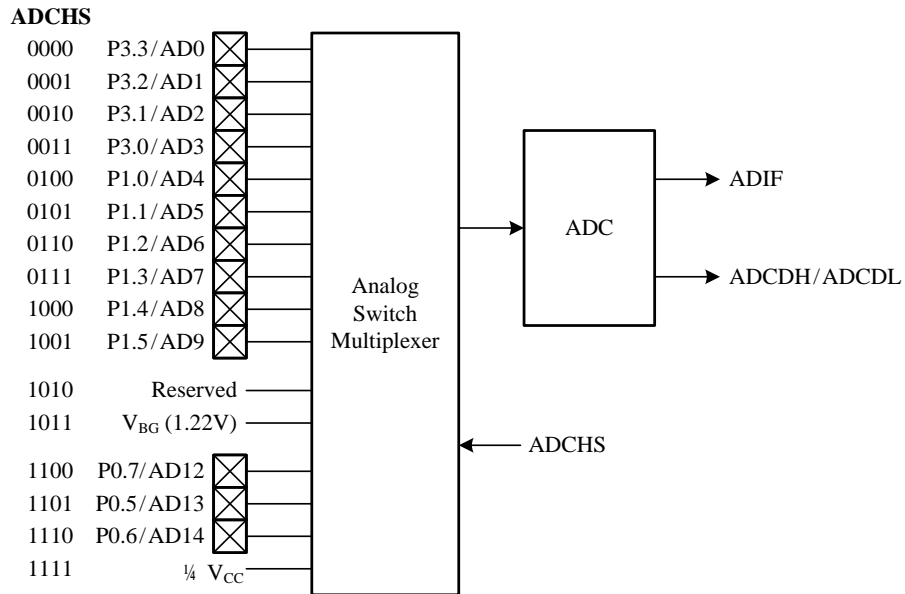 ADCHS
0000 P3.3/AD0
0001 P3.2/AD1
0010 P3.1/AD2
0011 P3.0/AD3
0100 P1.0/AD4
0101 P1.1/AD5
0110 P1.2/AD6
0111 P1.3/AD7
1000 P1.4/AD8
1001 P1.5/AD9
1010 Reserved
1011 VBG (1.22V)
1100 P0.7/AD12
1101 P0.5/AD13
1110 P0.6/AD14
1111 ¼ VCC
Analog
Switch
Multiplexer
ADC
ADIF
ADCDH/ADCDL
ADCHS